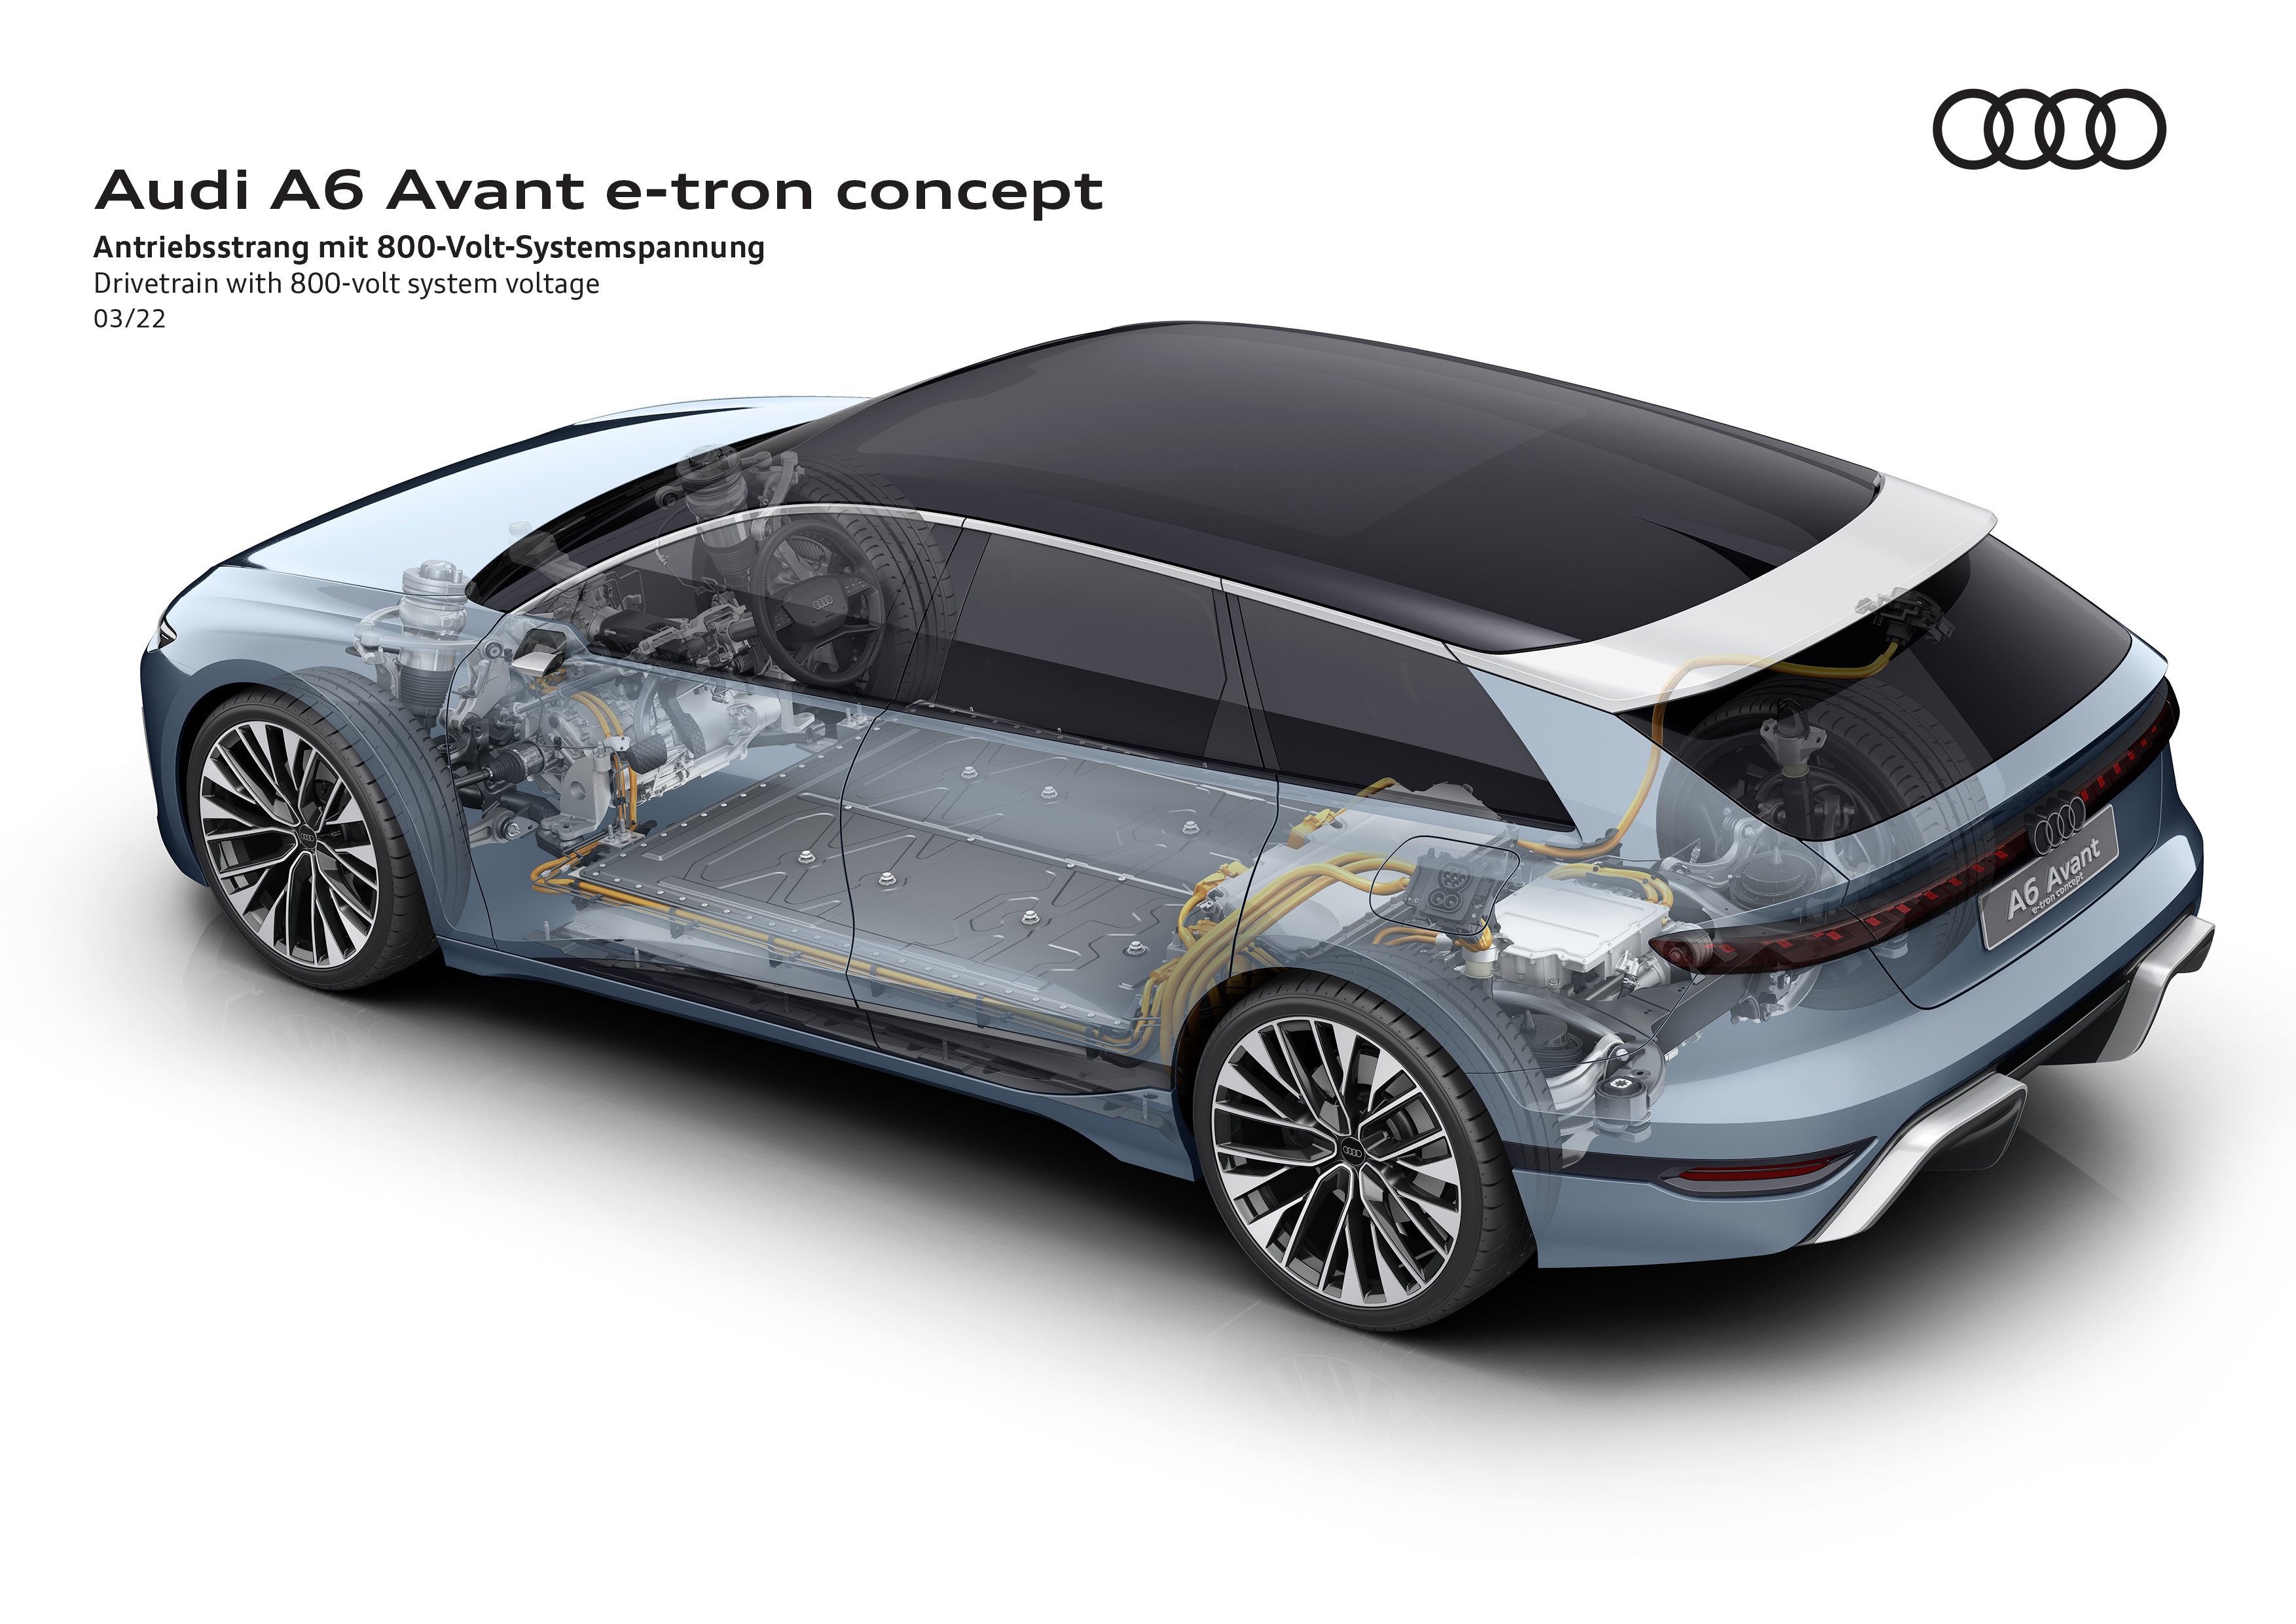 Audi A6 Avant e-tron concept
Antriebsstrang mit 800-Volt-Systemspannung
Drivetrain with 800-volt system voltage
03/22
A6 Avant
e-tron concept